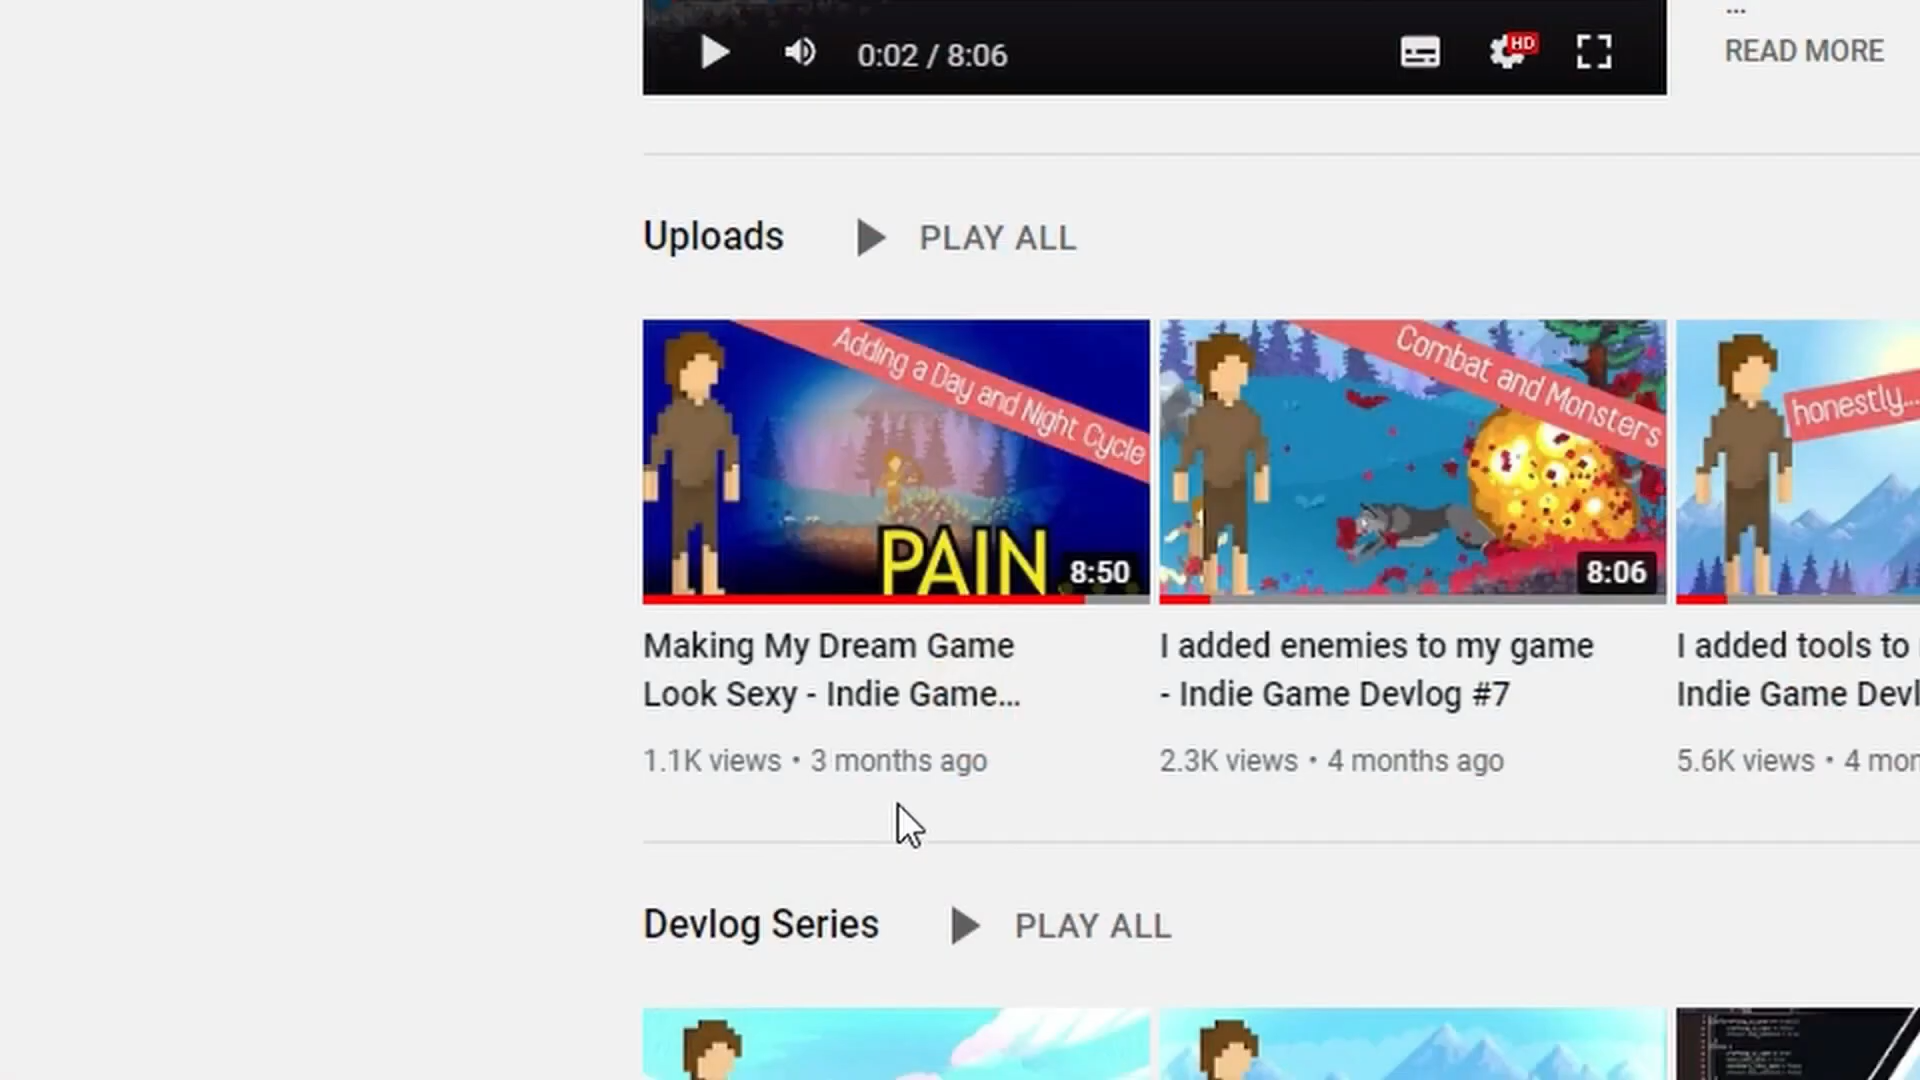 ...
READ MORE
0:02 / 8:06
HD
Uploads
PLAY ALL
Adding a Day and Night Cycle
PAIN
8:50
Combat and Monsters
8:06
honestly...
Making My Dream Game
Look Sexy - Indie Game...
1.1K views • 3 months ago
I added enemies to my game
- Indie Game Devlog #7
2.3K views • 4 months ago
I added tools to
Indie Game Devl
5.6K views • 4 mon
Devlog Series
PLAY ALL